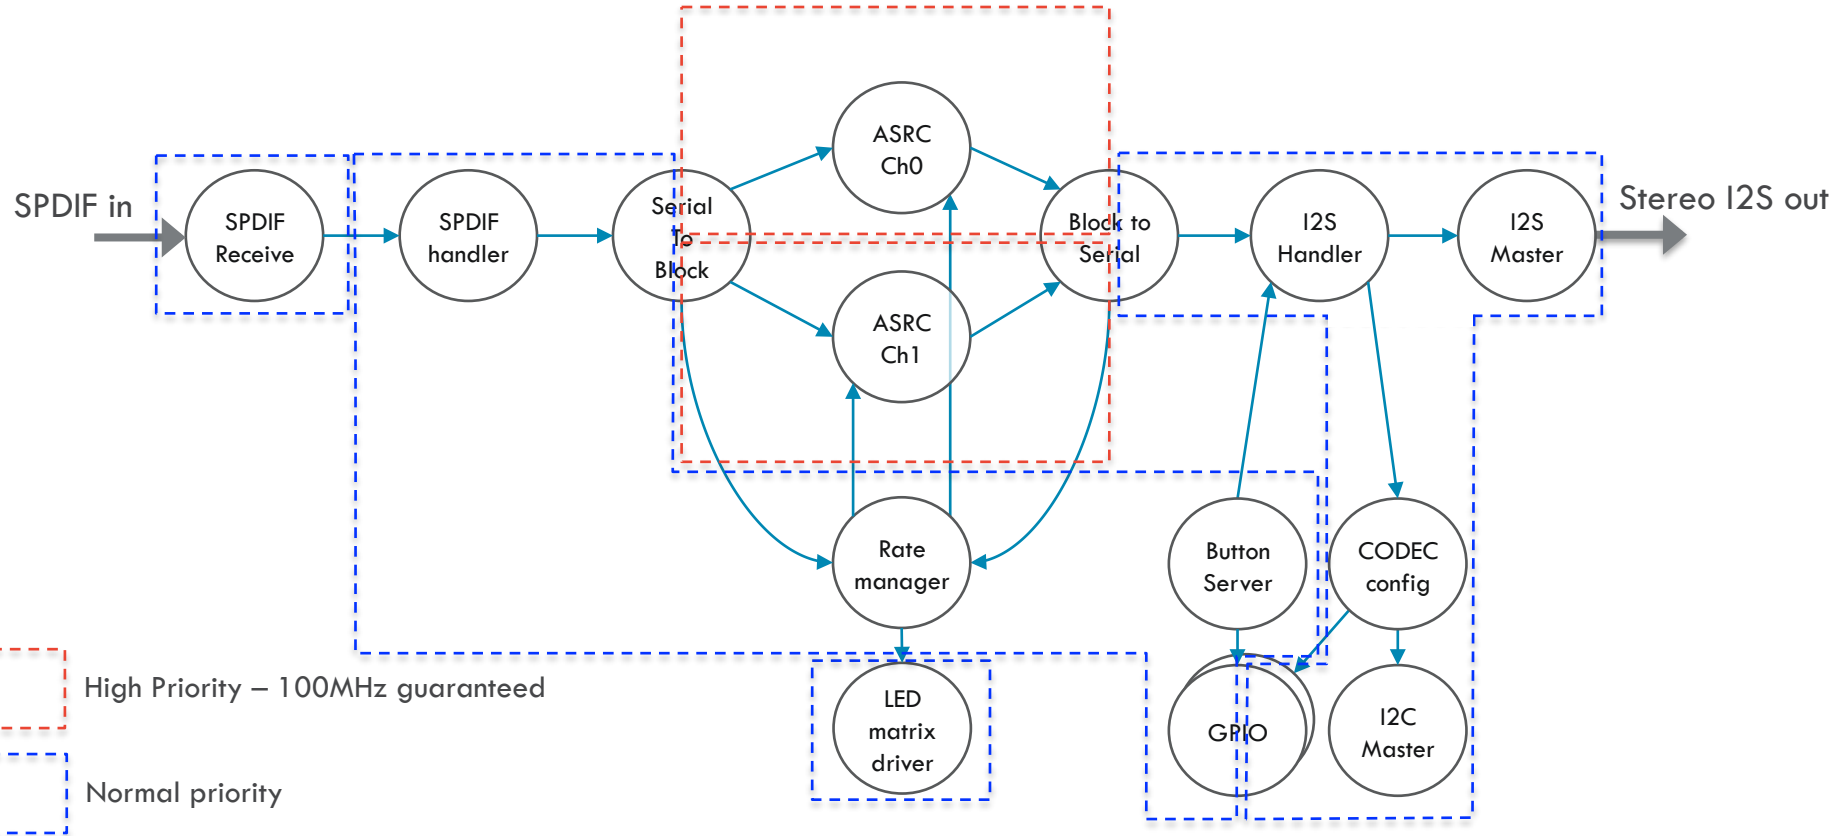 SPDIF in
SPDIF
Receive
SPDIF
handler
Serial
To
Block
ASRC
Ch0
ASRC
Ch1
Block to
Serial
I2S
Handler
I2S
Master
Stereo I2S out
Rate
manager
Button
Server
CODEC
config
LED
matrix
driver
GPIO
I2C
Master
High Priority – 100MHz guaranteed
Normal priority